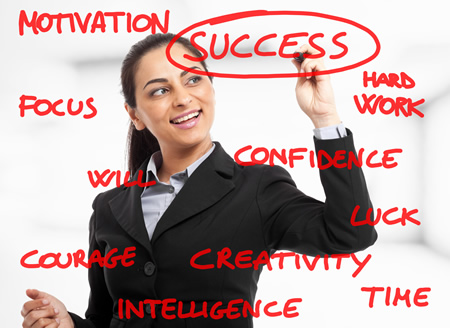 MOTIVATION
SUCCESS
HARD
WORK
FOCUS
CONFIDENCE
WILL
LUCK
COURAGE
CREATIVITY
INTELLIGENCE
TIME